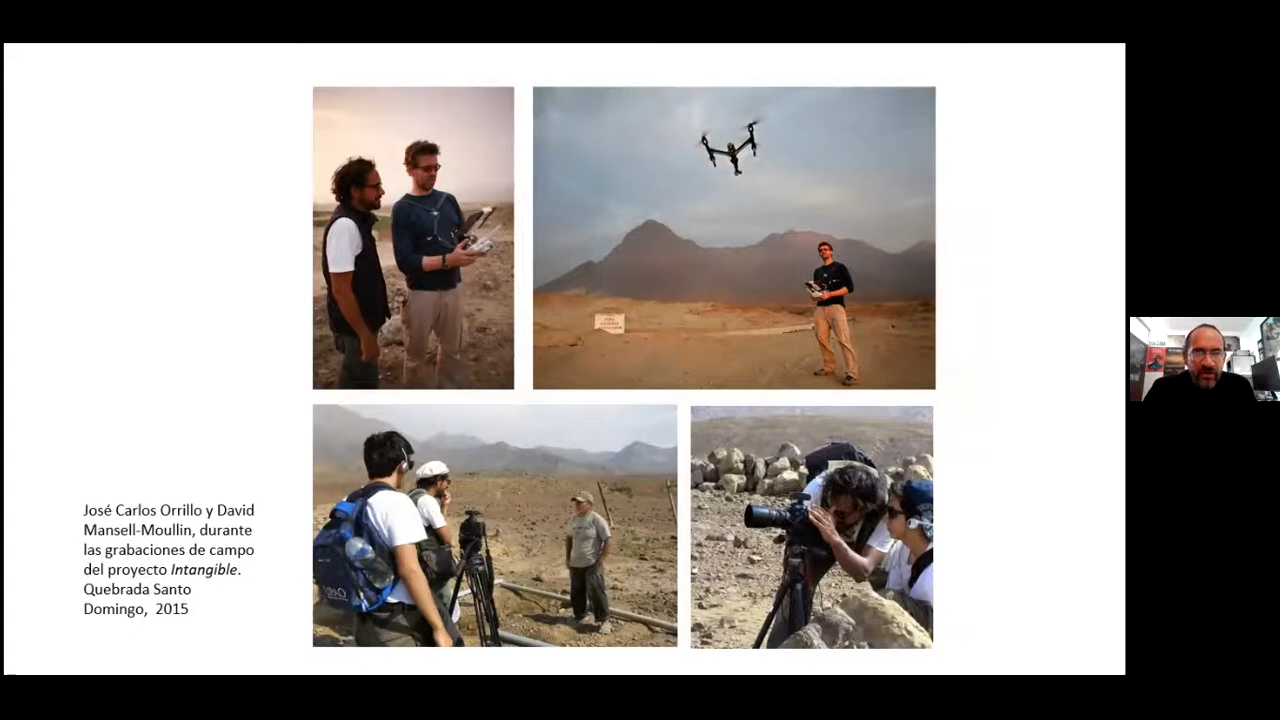 José Carlos Orrillo y David
Mansell-Moullin, durante
las grabaciones de campo
del proyecto Intangible.
Quebrada Santo
Domingo, 2015